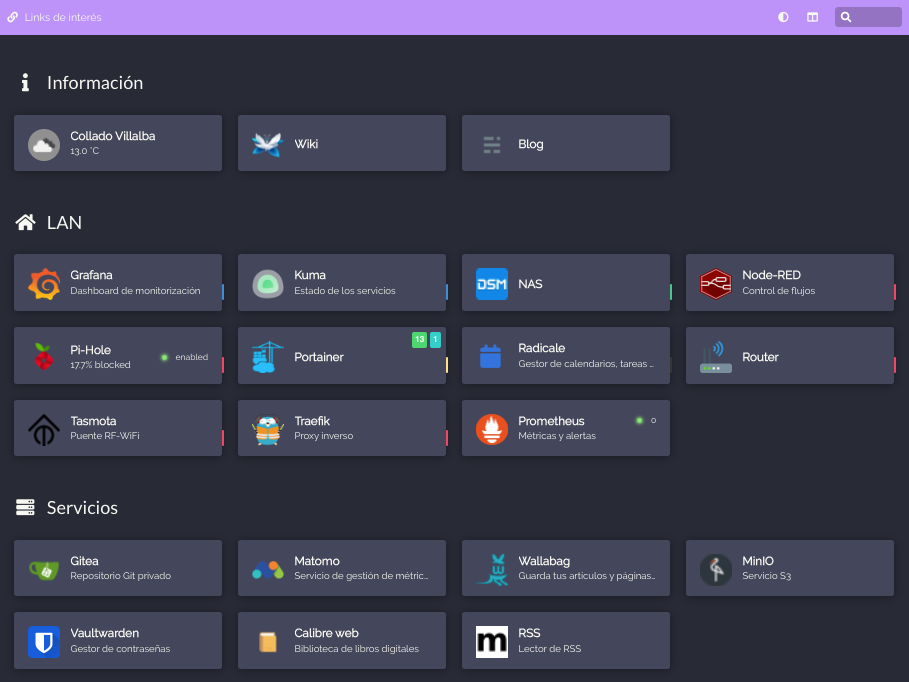 Links de interés
Información
Collado Villalba
13.0 °C
Wiki
Blog
LAN
Grafana
Dashboard de monitorización
Kuma
Estado de los servicios
DSM
NAS
Node-RED
Control de flujos
Pi-Hole
17.7% blocked
enabled
13 1
Portainer
Radicale
Gestor de calendarios, tareas ...
Router
Tasmota
Puente RF-WiFi
Traefik
Proxy inverso
Prometheus
Métricas y alertas
0
Servicios
Gitea
Repositorio Git privado
Matomo
Servicio de gestión de métric...
Wallabag
Guarda tus artículos y páginas...
MinIO
Servicio S3
Vaultwarden
Gestor de contraseñas
Calibre web
Biblioteca de libros digitales
m
RSS
Lector de RSS